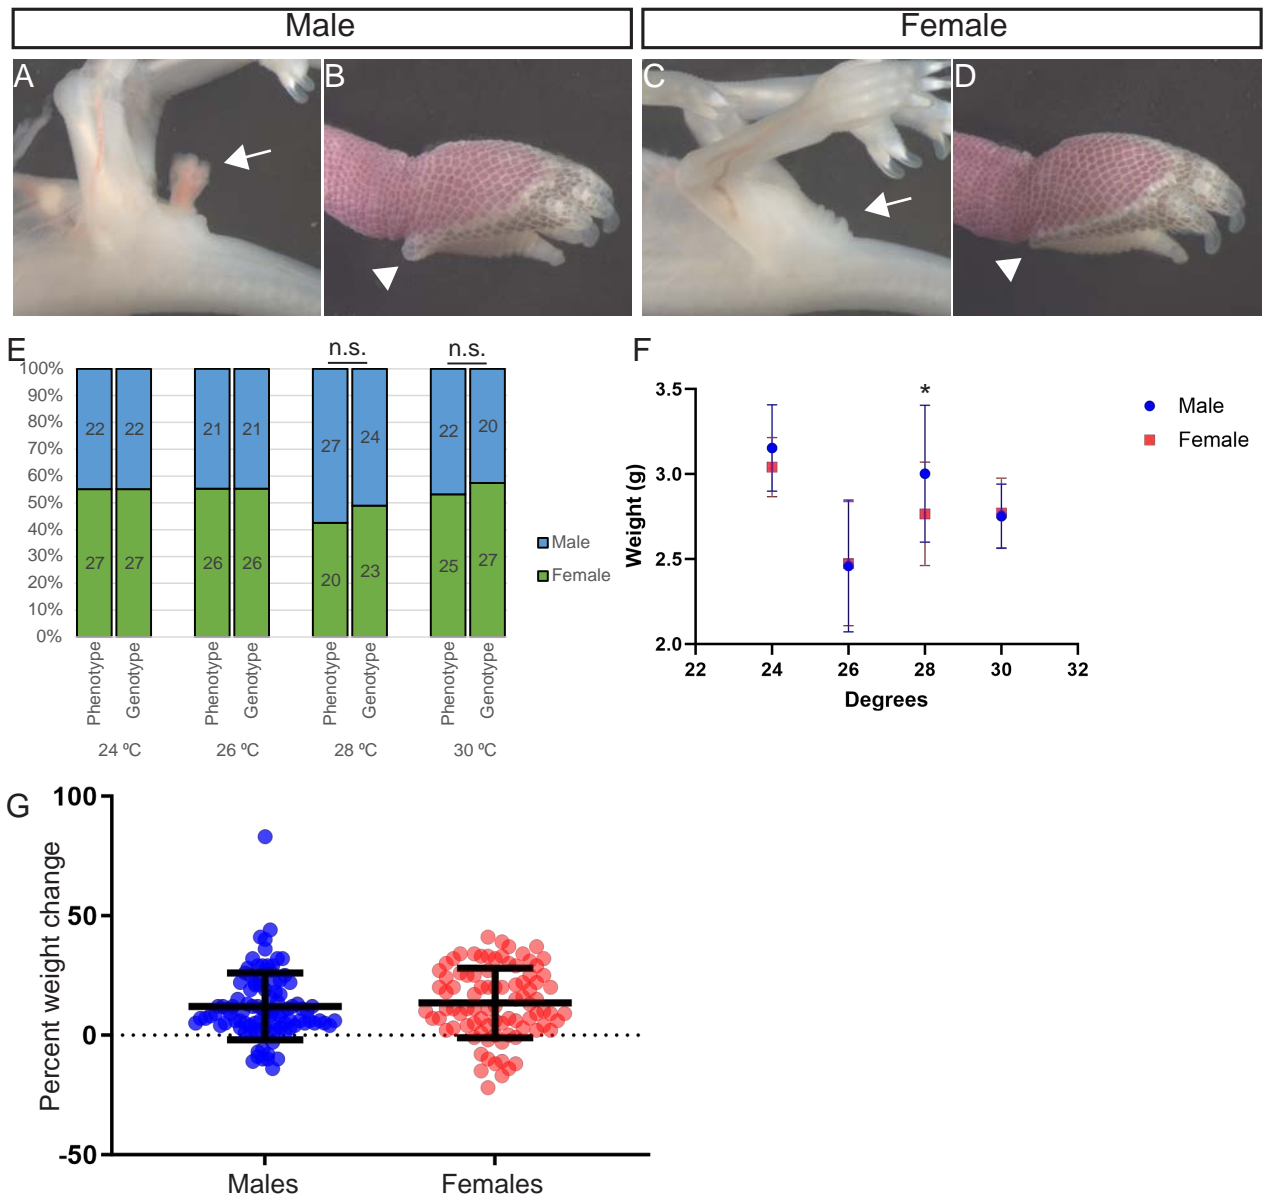 Male
Female
A
B
C
D
E
n.s.
n.s.
100%
90%
80%
70%
60%
50%
40%
30%
20%
10%
0%
22
22
21
21
27
24
22
20
27
27
26
26
20
23
25
27
Male
Female
Phenotype
Genotype
Phenotype
Genotype
Phenotype
Genotype
Phenotype
Genotype
24 ºC
26 ºC
28 ºC
30 ºC
F
3.5
3.0
2.5
2.0
Weight (g)
*
22
24
26
28
30
32
Degrees
Male
Female
G
100
50
0
-50
Percent weight change
Males
Females